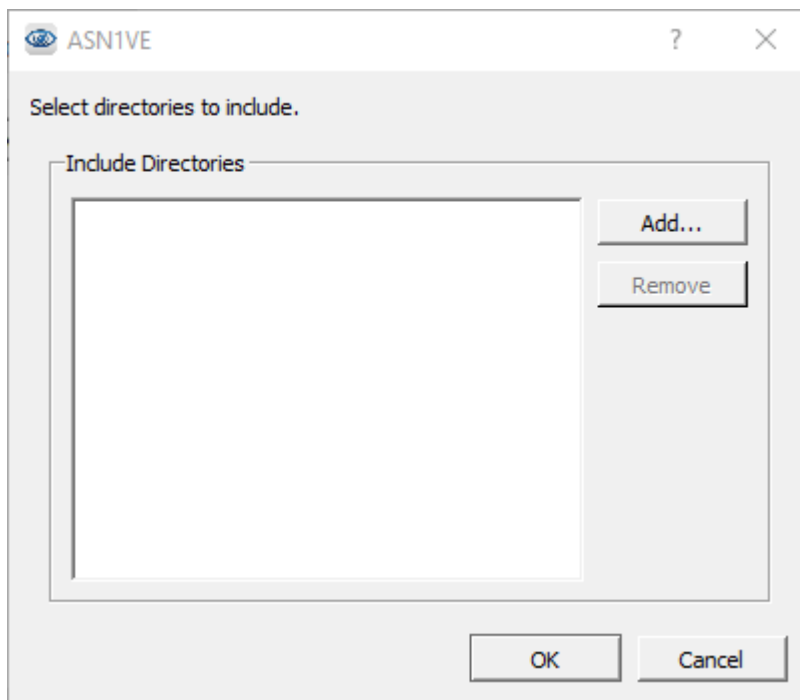 ASN1VE
Select directories to include.
Include Directories
Add...
Remove
OK
Cancel